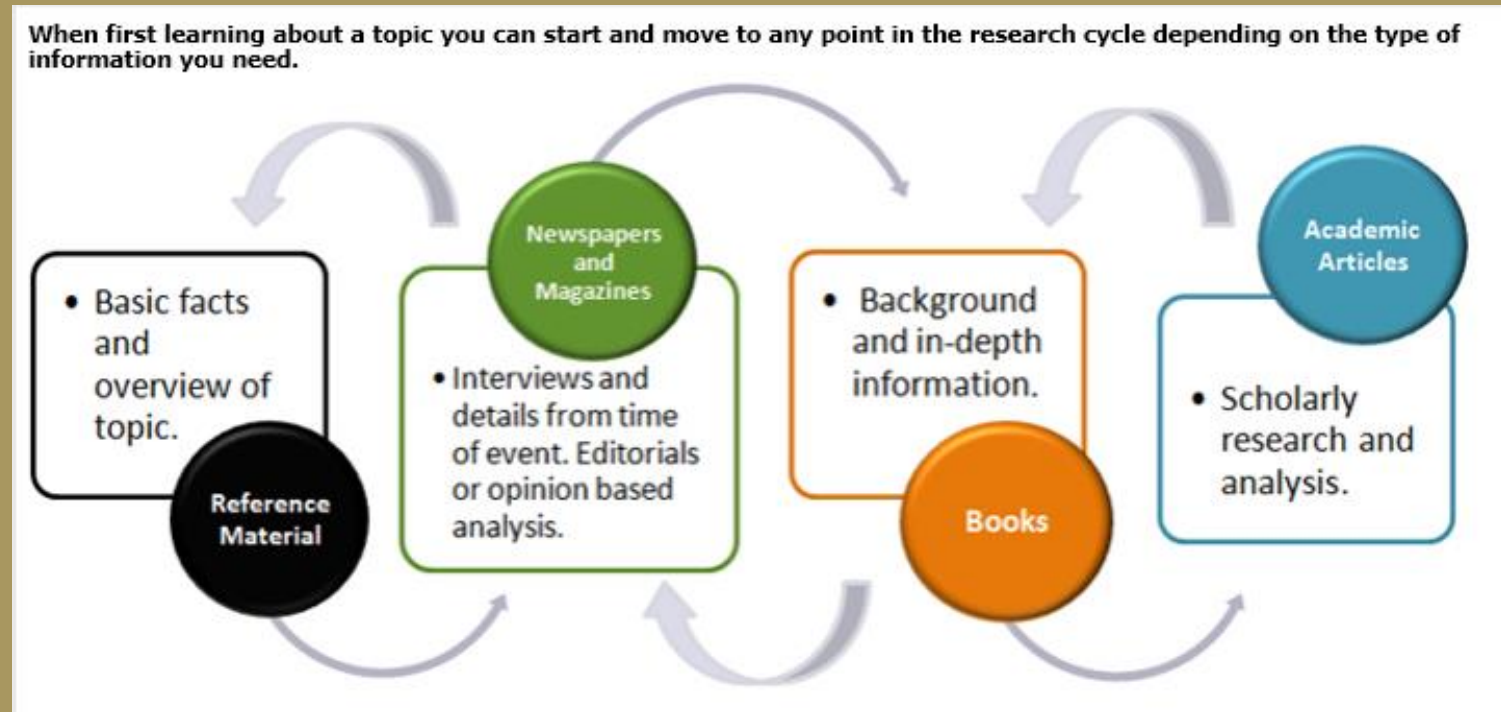 When first learning about a topic you can start and move to any point in the research cycle depending on the type of
information you need.
• Basic facts
and
overview of
topic.
Reference
Material
Newspapers
and
Magazines
• Interviews and
details from time
of event. Editorials
or opinion based
analysis.
• Background
and in-depth
information.
Books
Academic
Articles
• Scholarly
research and
analysis.